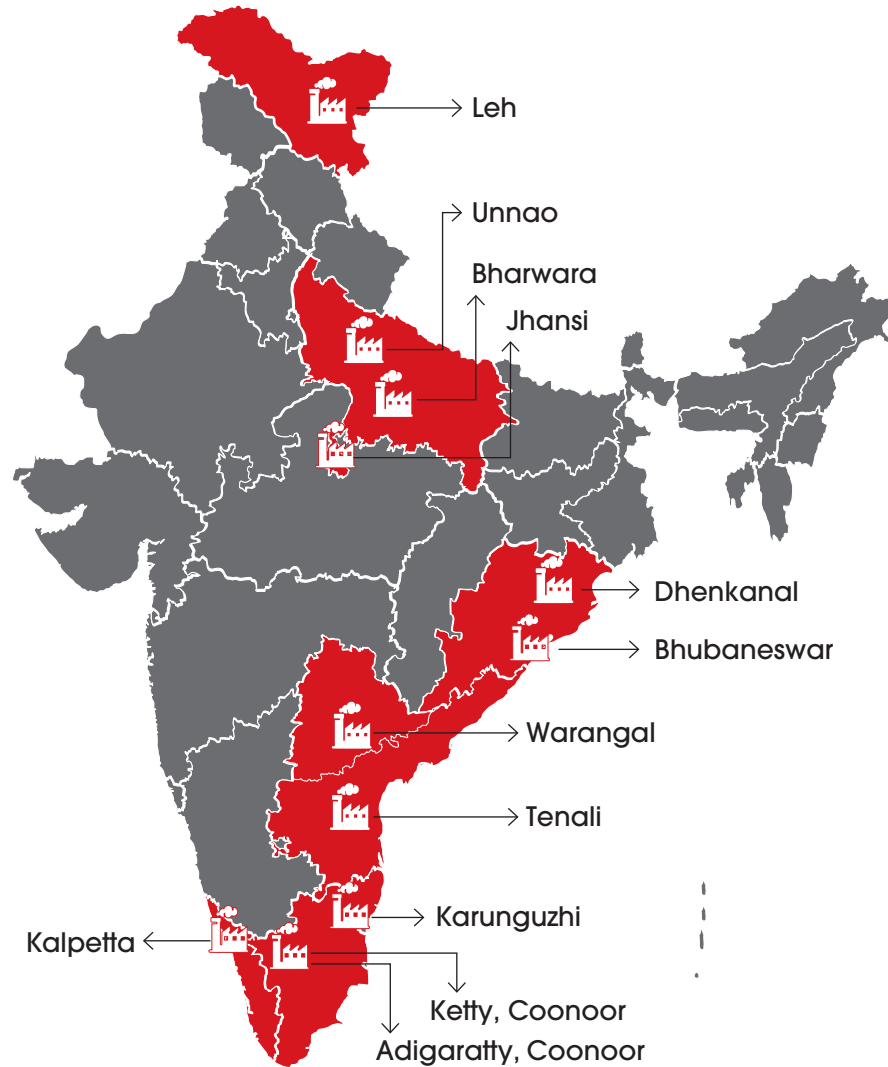 Leh
Unnao
Bharwara
Jhansi
Dhenkanal
Bhubaneswar
Warangal
Tenali
Karunguzhi
Kalpetta
Ketty, Coonoor
Adigaratty, Coonoor